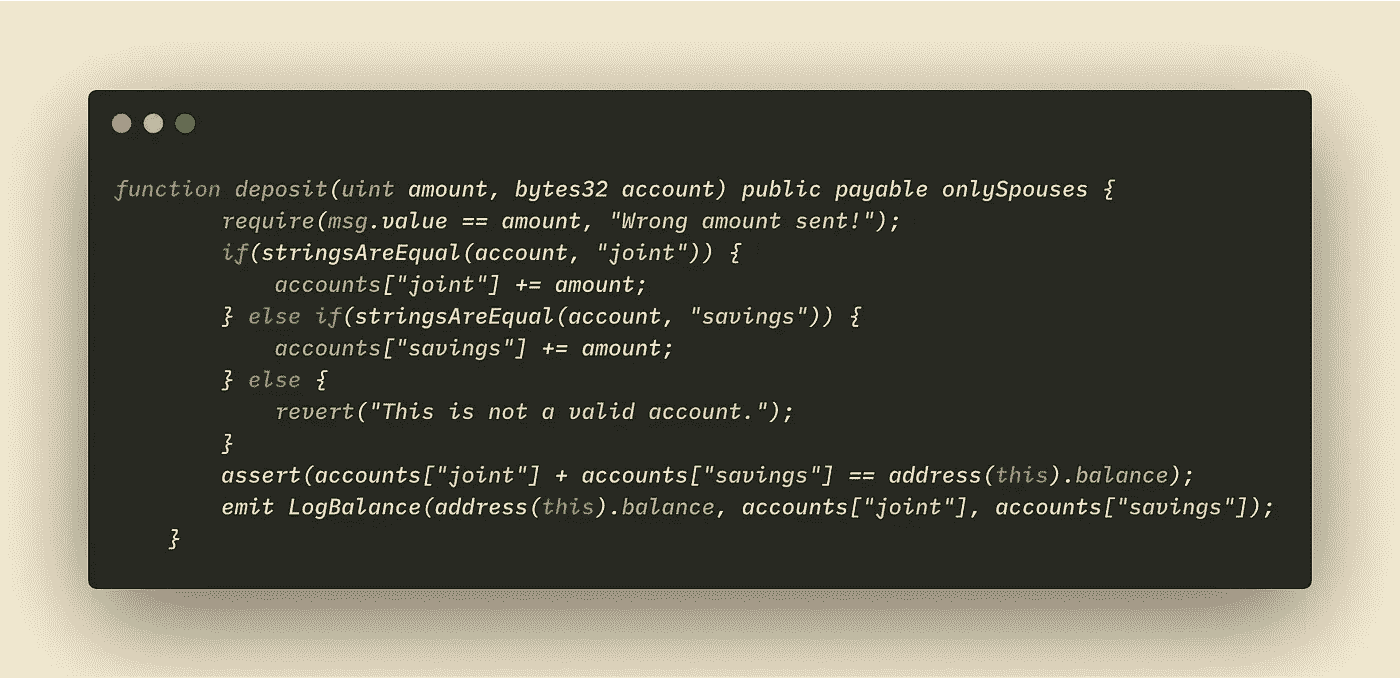 function deposit(uint amount, bytes32 account) public payable onlySpouses {
require(msg.value == amount, "Wrong amount sent!");
if(stringsAreEqual(account, "joint")) {
accounts["joint"] += amount;
} else if(stringsAreEqual(account, "savings")) {
accounts["savings"] += amount;
} else {
revert("This is not a valid account.");
}
assert(accounts["joint"] + accounts["savings"] == address(this).balance);
emit LogBalance(address(this).balance, accounts["joint"], accounts["savings"]);
}